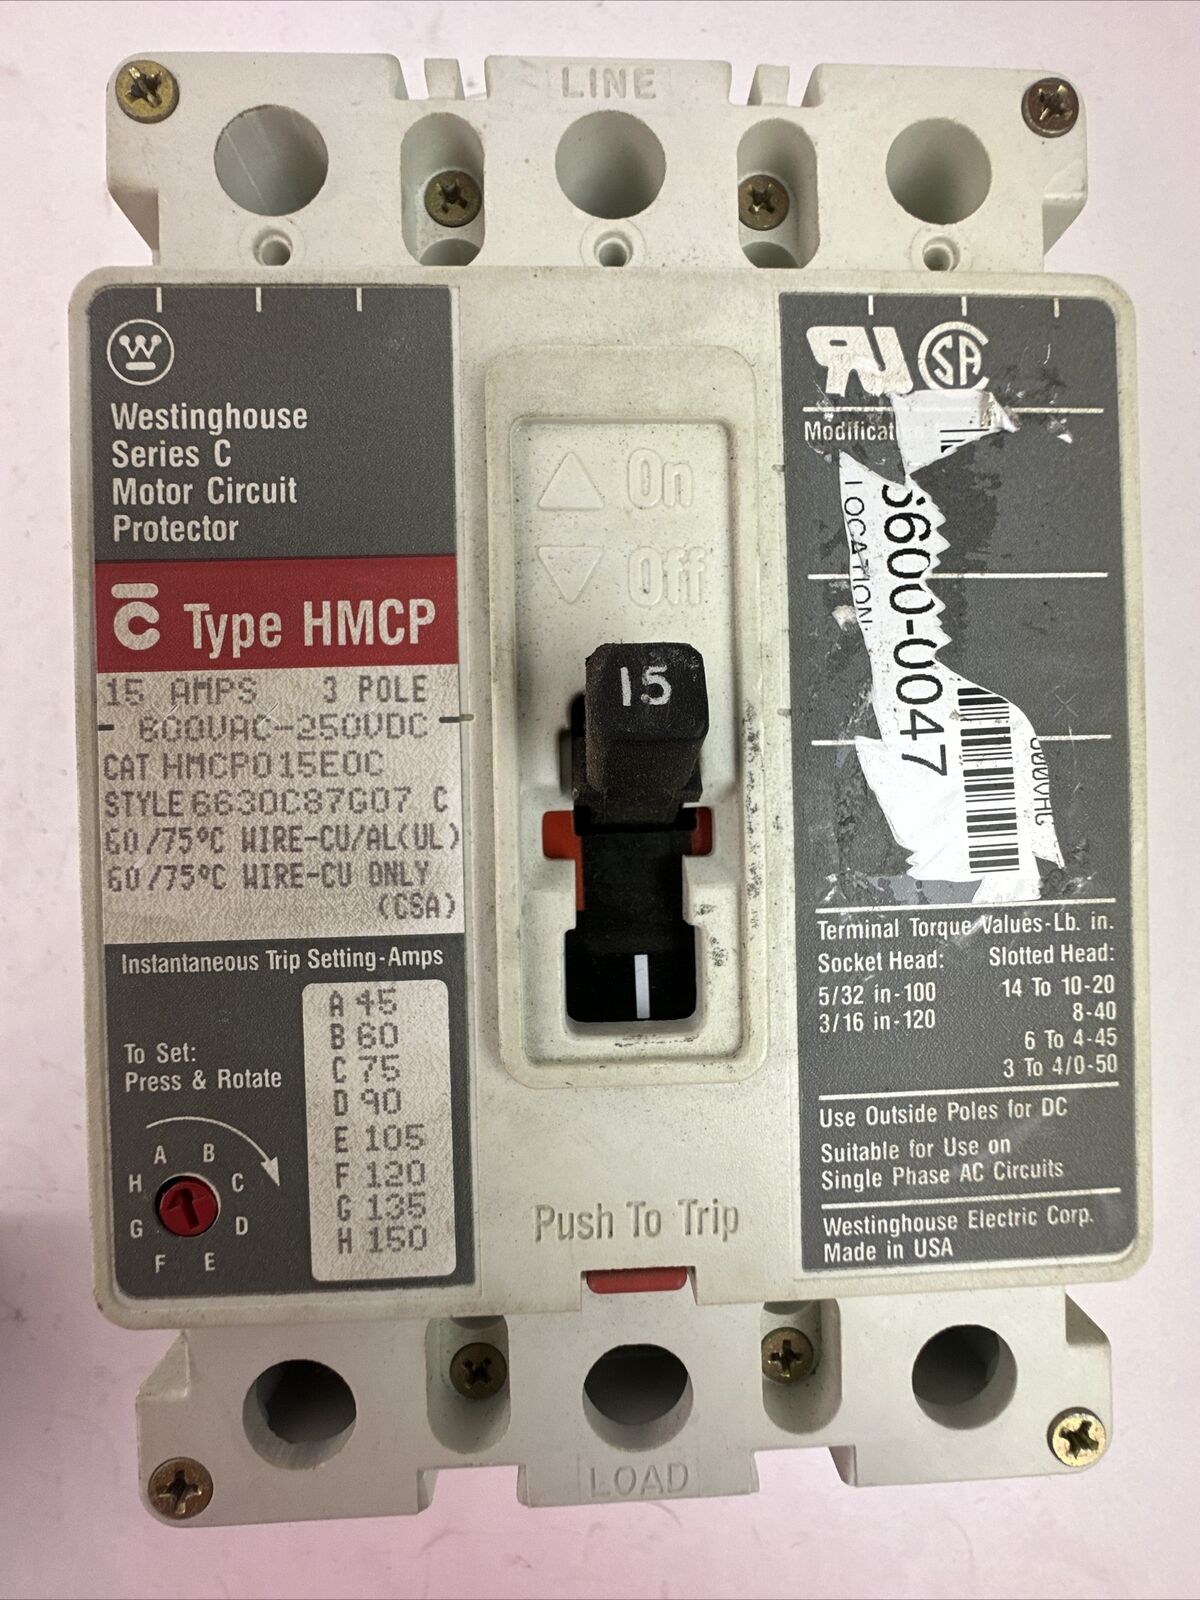 LINE
W
Westinghouse
Series C
Motor Circuit
Protector
C Type HMCP
15 AMPS 3 POLE
600VAC-250VDC
CAT HMCP015E0C
STYLE 6630C87G07 C
60/75°C WIRE-CU/AL(UL)
60/75°C WIRE-CU ONLY
(CSA)
Instantaneous Trip Setting-Amps
To Set:
Press & Rotate
A B
H C
G D
F E
A 45
B 60
C 75
D 90
E 105
F 120
G 135
H 150
On
Off
15
Push To Trip
SA
6600-0047
LOCATION:
Terminal Torque Values-Lb. in.
Socket Head: Slotted Head:
5/32 in-100 14 To 10-20
3/16 in-120 8-40
6 To 4-45
3 To 4/0-50
Use Outside Poles for DC
Suitable for Use on
Single Phase AC Circuits
Westinghouse Electric Corp.
Made in USA
LOAD